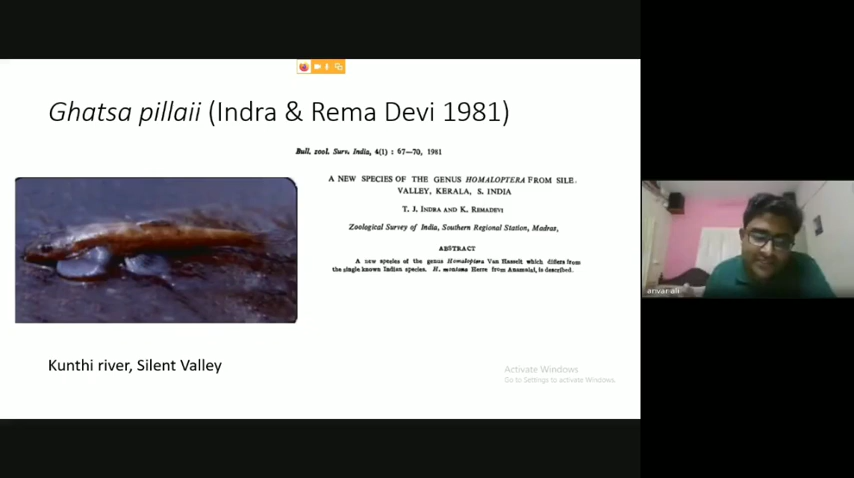 Ghatsa pillaii (Indra & Rema Devi 1981)
Bull. zool. Surv. India, 4(1) : 67—70, 1981
A NEW SPECIES OF THE GENUS HOMALOPTERA FROM SILE.
VALLEY, KERALA, S. INDIA
T. J. INDRA AND K. REMADEVI
Zoological Survey of India, Southern Regional Station, Madras,
ABSTRACT
A new species of the genus Homaloptera Van Hasselt which differs from
the single known Indian species. H. montana Herre from Anamalai, is described.
Kunthi river, Silent Valley
Activate Windows
Go to Settings to activate Windows.
anvar ali